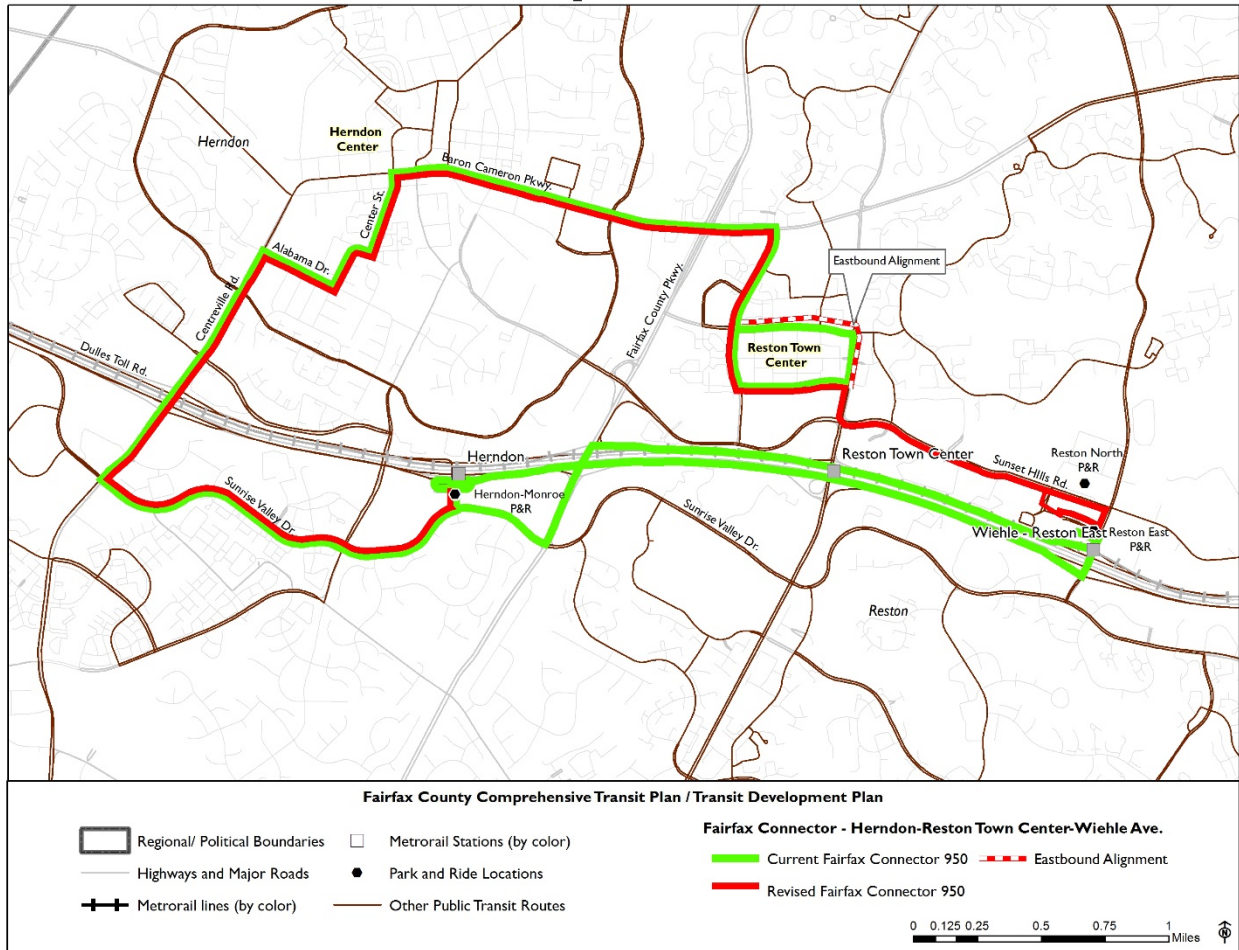 Herndon
Herndon
Center
Baron Cameron Pkwy.
Center St.
Alabama Dr.
Centreville Rd.
Fairfax County Pkwy.
Eastbound Alignment
Reston Town
Center
Dulles Toll Rd.
Herndon
Herndon-Monroe
P&R
Reston Town Center
Reston North
P&R
Sunset Hills Rd.
Wiehle - Reston East
Reston East
P&R
Sunrise Valley Dr.
Sunrise Valley Dr.
Reston
Fairfax County Comprehensive Transit Plan / Transit Development Plan
Regional/ Political Boundaries
Metrorail Stations (by color)
Highways and Major Roads
Park and Ride Locations
Metrorail lines (by color)
Other Public Transit Routes
Fairfax Connector - Herndon-Reston Town Center-Wiehle Ave.
Current Fairfax Connector 950
Eastbound Alignment
Revised Fairfax Connector 950
0 0.125 0.25 0.5 0.75 1
Miles
N